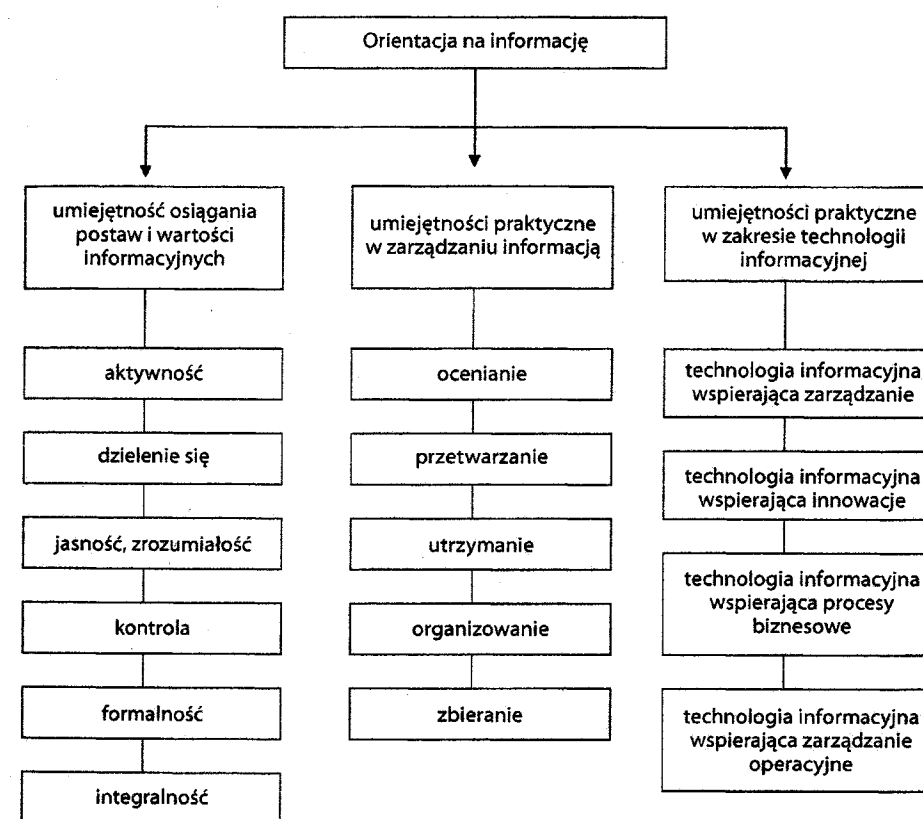 Orientacja na informację
umiejętność osiągania
postaw i wartości
informacyjnych
aktywność
dzielenie się
jasność, zrozumiałość
kontrola
formalność
integralność
umiejętności praktyczne
w zarządzaniu informacją
ocenianie
przetwarzanie
utrzymanie
organizowanie
zbieranie
umiejętności praktyczne
w zakresie technologii
informacyjnej
technologia informacyjna
wspierająca zarządzanie
technologia informacyjna
wspierająca innowacje
technologia informacyjna
wspierająca procesy
biznesowe
technologia informacyjna
wspierająca zarządzanie
operacyjne